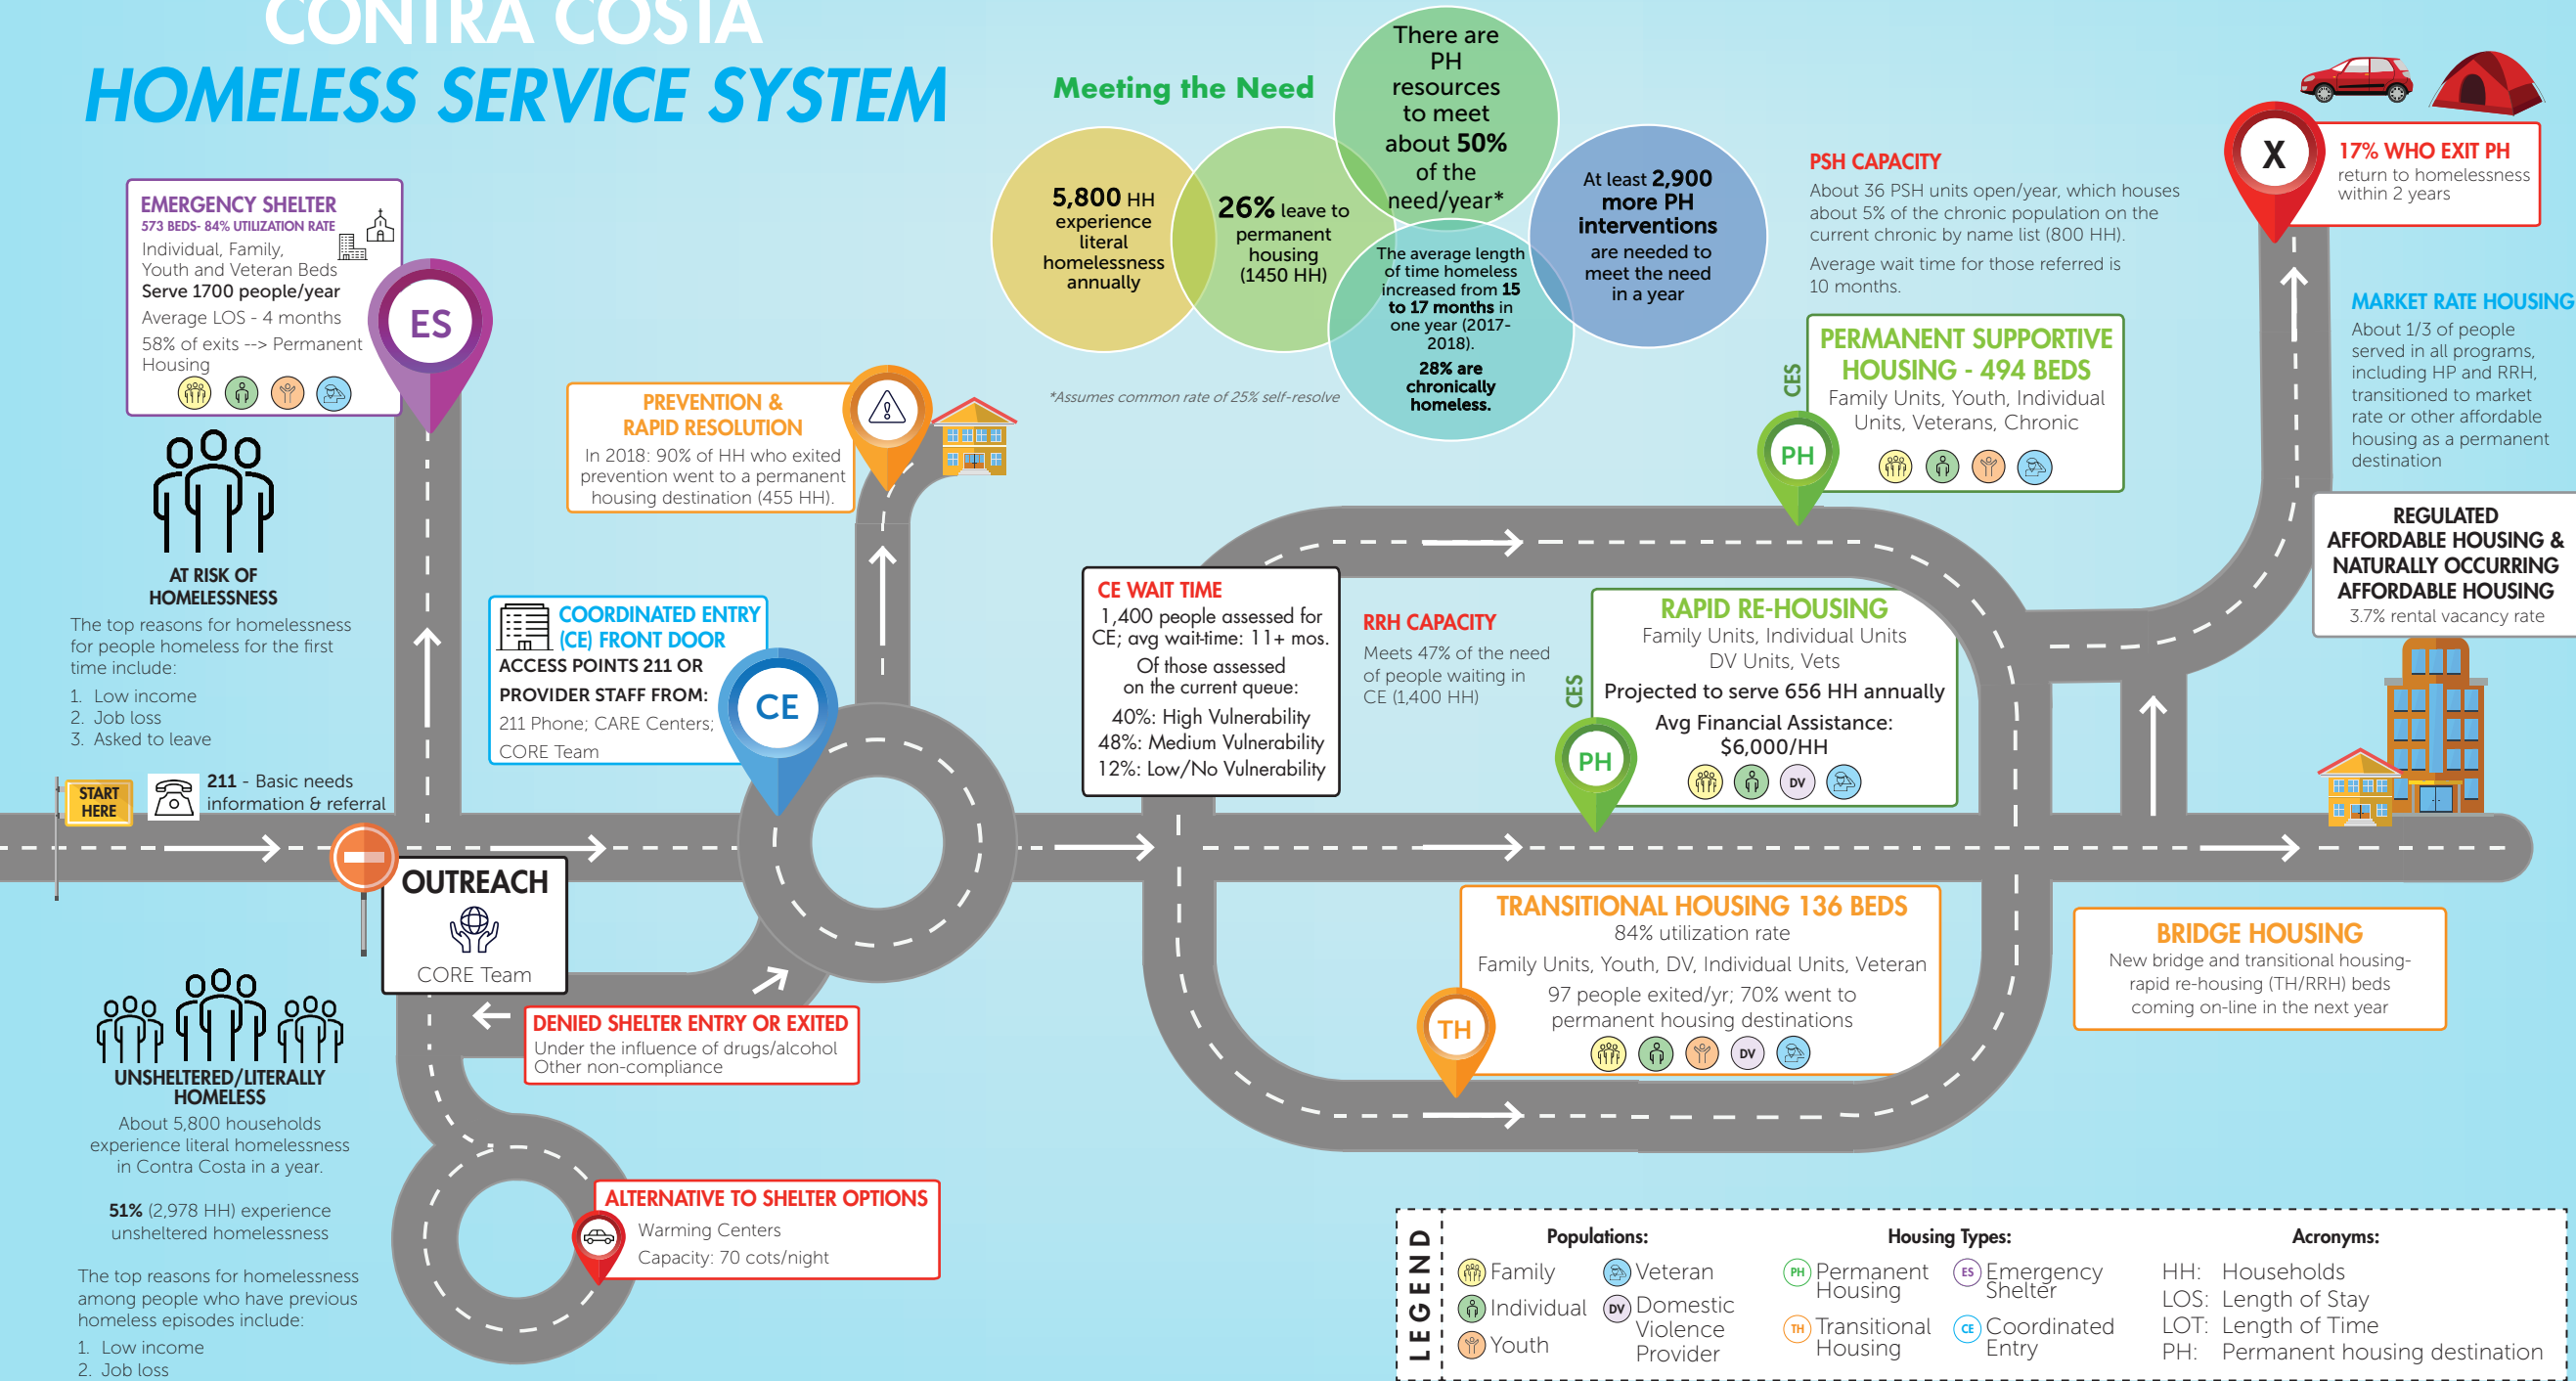 CONTRA COSTA
HOMELESS SERVICE SYSTEM
EMERGENCY SHELTER
573 BEDS- 84% UTILIZATION RATE
Individual, Family,
Youth and Veteran Beds
Serve 1700 people/year
Average LOS - 4 months
58% of exits --> Permanent
Housing
ES
AT RISK OF
HOMELESSNESS
The top reasons for homelessness
for people homeless for the first
time include:
1. Low income
2. Job loss
3. Asked to leave
START
HERE
211 - Basic needs
information & referral
OUTREACH
CORE Team
UNSHELTERED/LITERALLY
HOMELESS
About 5,800 households
experience literal homelessness
in Contra Costa in a year.
51% (2,978 HH) experience
unsheltered homelessness
The top reasons for homelessness
among people who have previous
homeless episodes include:
1. Low income
2. Job loss
DENIED SHELTER ENTRY OR EXITED
Under the influence of drugs/alcohol
Other non-compliance
ALTERNATIVE TO SHELTER OPTIONS
Warming Centers
Capacity: 70 cots/night
PREVENTION &
RAPID RESOLUTION
In 2018: 90% of HH who exited
prevention went to a permanent
housing destination (455 HH).
COORDINATED ENTRY
(CE) FRONT DOOR
ACCESS POINTS 211 OR
PROVIDER STAFF FROM:
211 Phone; CARE Centers;
CORE Team
CE
Meeting the Need
5,800 HH
experience
literal
homelessness
annually
26% leave to
permanent
housing
(1450 HH)
There are
PH
resources
to meet
about 50%
of the
need/year*
The average length
of time homeless
increased from 15
to 17 months in
one year (2017-
2018).
28% are
chronically
homeless.
At least 2,900
more PH
interventions
are needed to
meet the need
in a year
*Assumes common rate of 25% self-resolve
CE WAIT TIME
1,400 people assessed for
CE; avg wait-time: 11+ mos.
Of those assessed
on the current queue:
40%: High Vulnerability
48%: Medium Vulnerability
12%: Low/No Vulnerability
RRH CAPACITY
Meets 47% of the need
of people waiting in
CE (1,400 HH)
PSH CAPACITY
About 36 PSH units open/year, which houses
about 5% of the chronic population on the
current chronic by name list (800 HH).
Average wait time for those referred is
10 months.
CES
PH
PERMANENT SUPPORTIVE
HOUSING - 494 BEDS
Family Units, Youth, Individual
Units, Veterans, Chronic
CES
PH
RAPID RE-HOUSING
Family Units, Individual Units
DV Units, Vets
Projected to serve 656 HH annually
Avg Financial Assistance:
$6,000/HH
DV
TRANSITIONAL HOUSING 136 BEDS
84% utilization rate
Family Units, Youth, DV, Individual Units, Veteran
97 people exited/yr; 70% went to
permanent housing destinations
DV
TH
X
17% WHO EXIT PH
return to homelessness
within 2 years
MARKET RATE HOUSING
About 1/3 of people
served in all programs,
including HP and RRH,
transitioned to market
rate or other affordable
housing as a permanent
destination
REGULATED
AFFORDABLE HOUSING &
NATURALLY OCCURRING
AFFORDABLE HOUSING
3.7% rental vacancy rate
BRIDGE HOUSING
New bridge and transitional housing-
rapid re-housing (TH/RRH) beds
coming on-line in the next year
LEGEND
Populations:
Family
Individual
Youth
Veteran
DV Domestic
Violence
Provider
Housing Types:
PH Permanent
Housing
TH Transitional
Housing
ES Emergency
Shelter
CE Coordinated
Entry
Acronyms:
HH: Households
LOS: Length of Stay
LOT: Length of Time
PH: Permanent housing destination